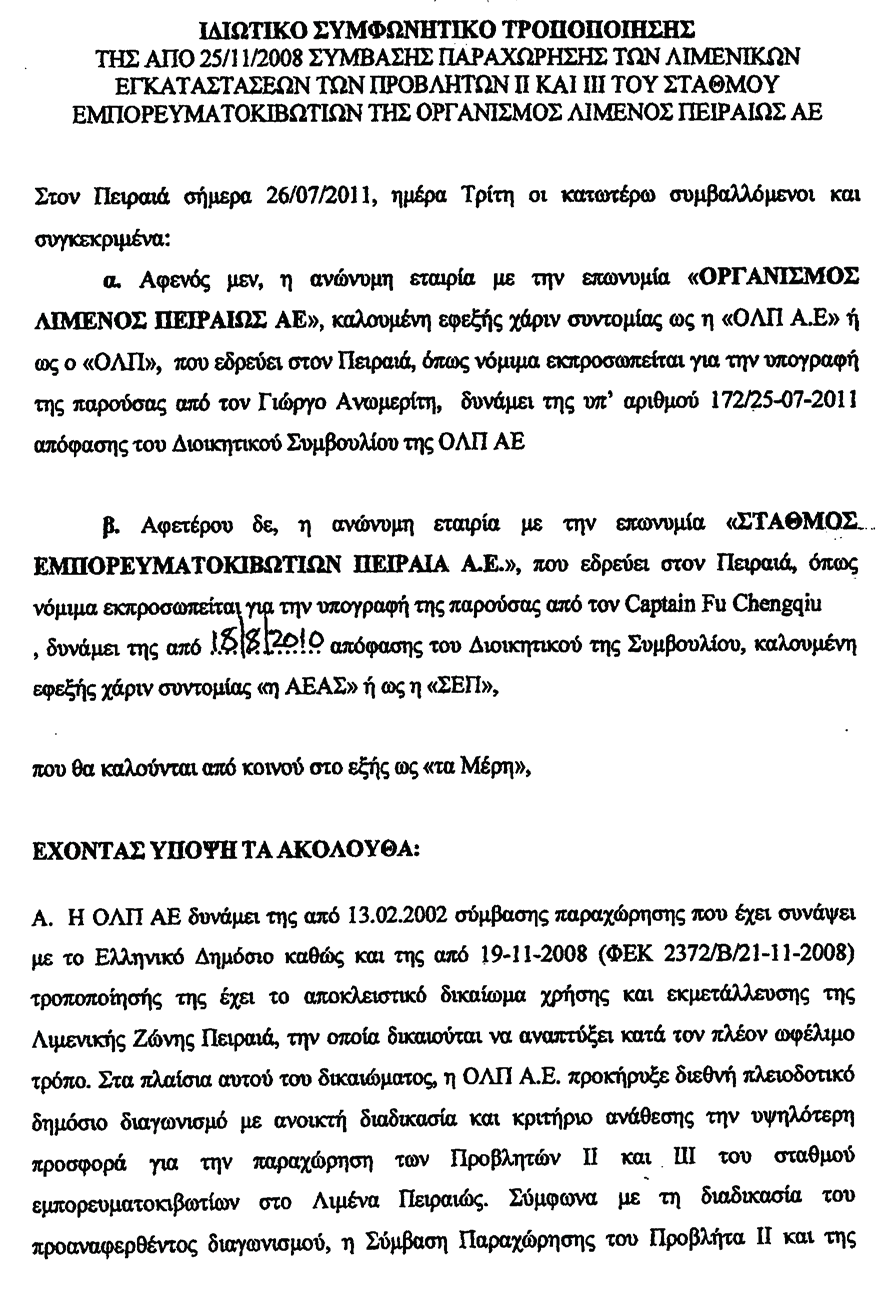 ΙΔΙΩΤΙΚΟ ΣΥΜΦΩΝΗΤΙΚΟ ΤΡΟΠΟΠΟΙΗΣΗΣ
ΤΗΣ ΑΠΟ 25/11/2008 ΣΥΜΒΑΣΗΣ ΠΑΡΑΧΩΡΗΣΗΣ ΤΩΝ ΛΙΜΕΝΙΚΩΝ
ΕΓΚΑΤΑΣΤΑΣΕΩΝ ΤΩΝ ΠΡΟΒΛΗΤΩΝ ΙΙ ΚΑΙ ΙΙΙ ΤΟΥ ΣΤΑΘΜΟΥ
ΕΜΠΟΡΕΥΜΑΤΟΚΙΒΩΤΙΩΝ ΤΗΣ ΟΡΓΑΝΙΣΜΟΣ ΛΙΜΕΝΟΣ ΠΕΙΡΑΙΩΣ ΑΕ
Στον Πειραιά σήμερα 26/07/2011, ημέρα Τρίτη οι κατωτέρω συμβαλλόμενοι και
συγκεκριμένα:
α. Αφενός μεν, η ανώνυμη εταιρία με την επωνυμία «ΟΡΓΑΝΙΣΜΟΣ
ΛΙΜΕΝΟΣ ΠΕΙΡΑΙΩΣ ΑΕ», καλουμένη εφεξής χάριν συντομίας ως η «ΟΛΠ Α.Ε» ή
ως ο «ΟΛΠ», που εδρεύει στον Πειραιά, όπως νόμιμα εκπροσωπείται για την υπογραφή
της παρούσας από τον Γιώργο Ανωμερίτη, δυνάμει της υπ' αριθμού 172/25-07-2011
απόφασης του Διοικητικού Συμβουλίου της ΟΛΠ ΑΕ
β. Αφετέρου δε, η ανώνυμη εταιρία με την επωνυμία «ΣΤΑΘΜΟΣ
ΕΜΠΟΡΕΥΜΑΤΟΚΙΒΩΤΙΩΝ ΠΕΙΡΑΙΑ Α.Ε.», που εδρεύει στον Πειραιά, όπως
νόμιμα εκπροσωπείται για την υπογραφή της παρούσας από τον Captain Fu Chengqiu
, δυνάμει της από 18/8/2010 απόφασης του Διοικητικού της Συμβουλίου, καλουμένη
εφεξής χάριν συντομίας «η ΑΕΑΣ» ή ως η «ΣΕΠ»,
που θα καλούνται από κοινού στο εξής ως «τα Μέρη»,
ΕΧΟΝΤΑΣ ΥΠΟΨΗ ΤΑ ΑΚΟΛΟΥΘΑ:
Α. Η ΟΛΠ ΑΕ δυνάμει της από 13.02.2002 σύμβασης παραχώρησης που έχει συνάψει
με το Ελληνικό Δημόσιο καθώς και της από 19-11-2008 (ΦΕΚ 2372/Β/21-11-2008)
τροποποίησής της έχει το αποκλειστικό δικαίωμα χρήσης και εκμετάλλευσης της
Λιμενικής Ζώνης Πειραιά, την οποία δικαιούται να αναπτύξει κατά τον πλέον ωφέλιμο
τρόπο. Στα πλαίσια αυτού του δικαιώματος, η ΟΛΠ Α.Ε. προκήρυξε διεθνή πλειοδοτικό
δημόσιο διαγωνισμό με ανοικτή διαδικασία και κριτήριο ανάθεσης την υψηλότερη
προσφορά για την παραχώρηση των Προβλητών ΙΙ και ΙΙΙ του σταθμού
εμπορευματοκιβωτίων στο Λιμένα Πειραιώς. Σύμφωνα με τη διαδικασία του
προαναφερθέντος διαγωνισμού, η Σύμβαση Παραχώρησης του Προβλήτα ΙΙ και της